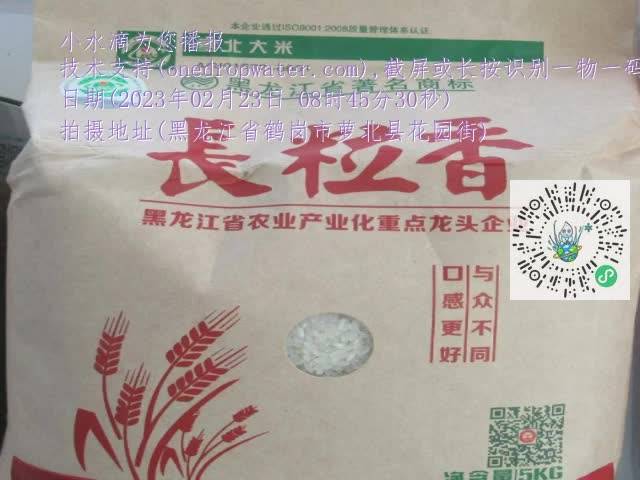 本企业通过ISO9001:2008质量管理体系认证
小水滴为您播报
北大米
技术支持(onedropwater.com),截屏或长按识别一物一码
黑龙江省著名商标
日期(2023年02月23日 08时45分30秒)
拍摄地址(黑龙江省鹤岗市萝北县花园街)
長粒香
黑龙江省农业产业化重点龙头企业
与众不同
口感更好
净含量 5KG